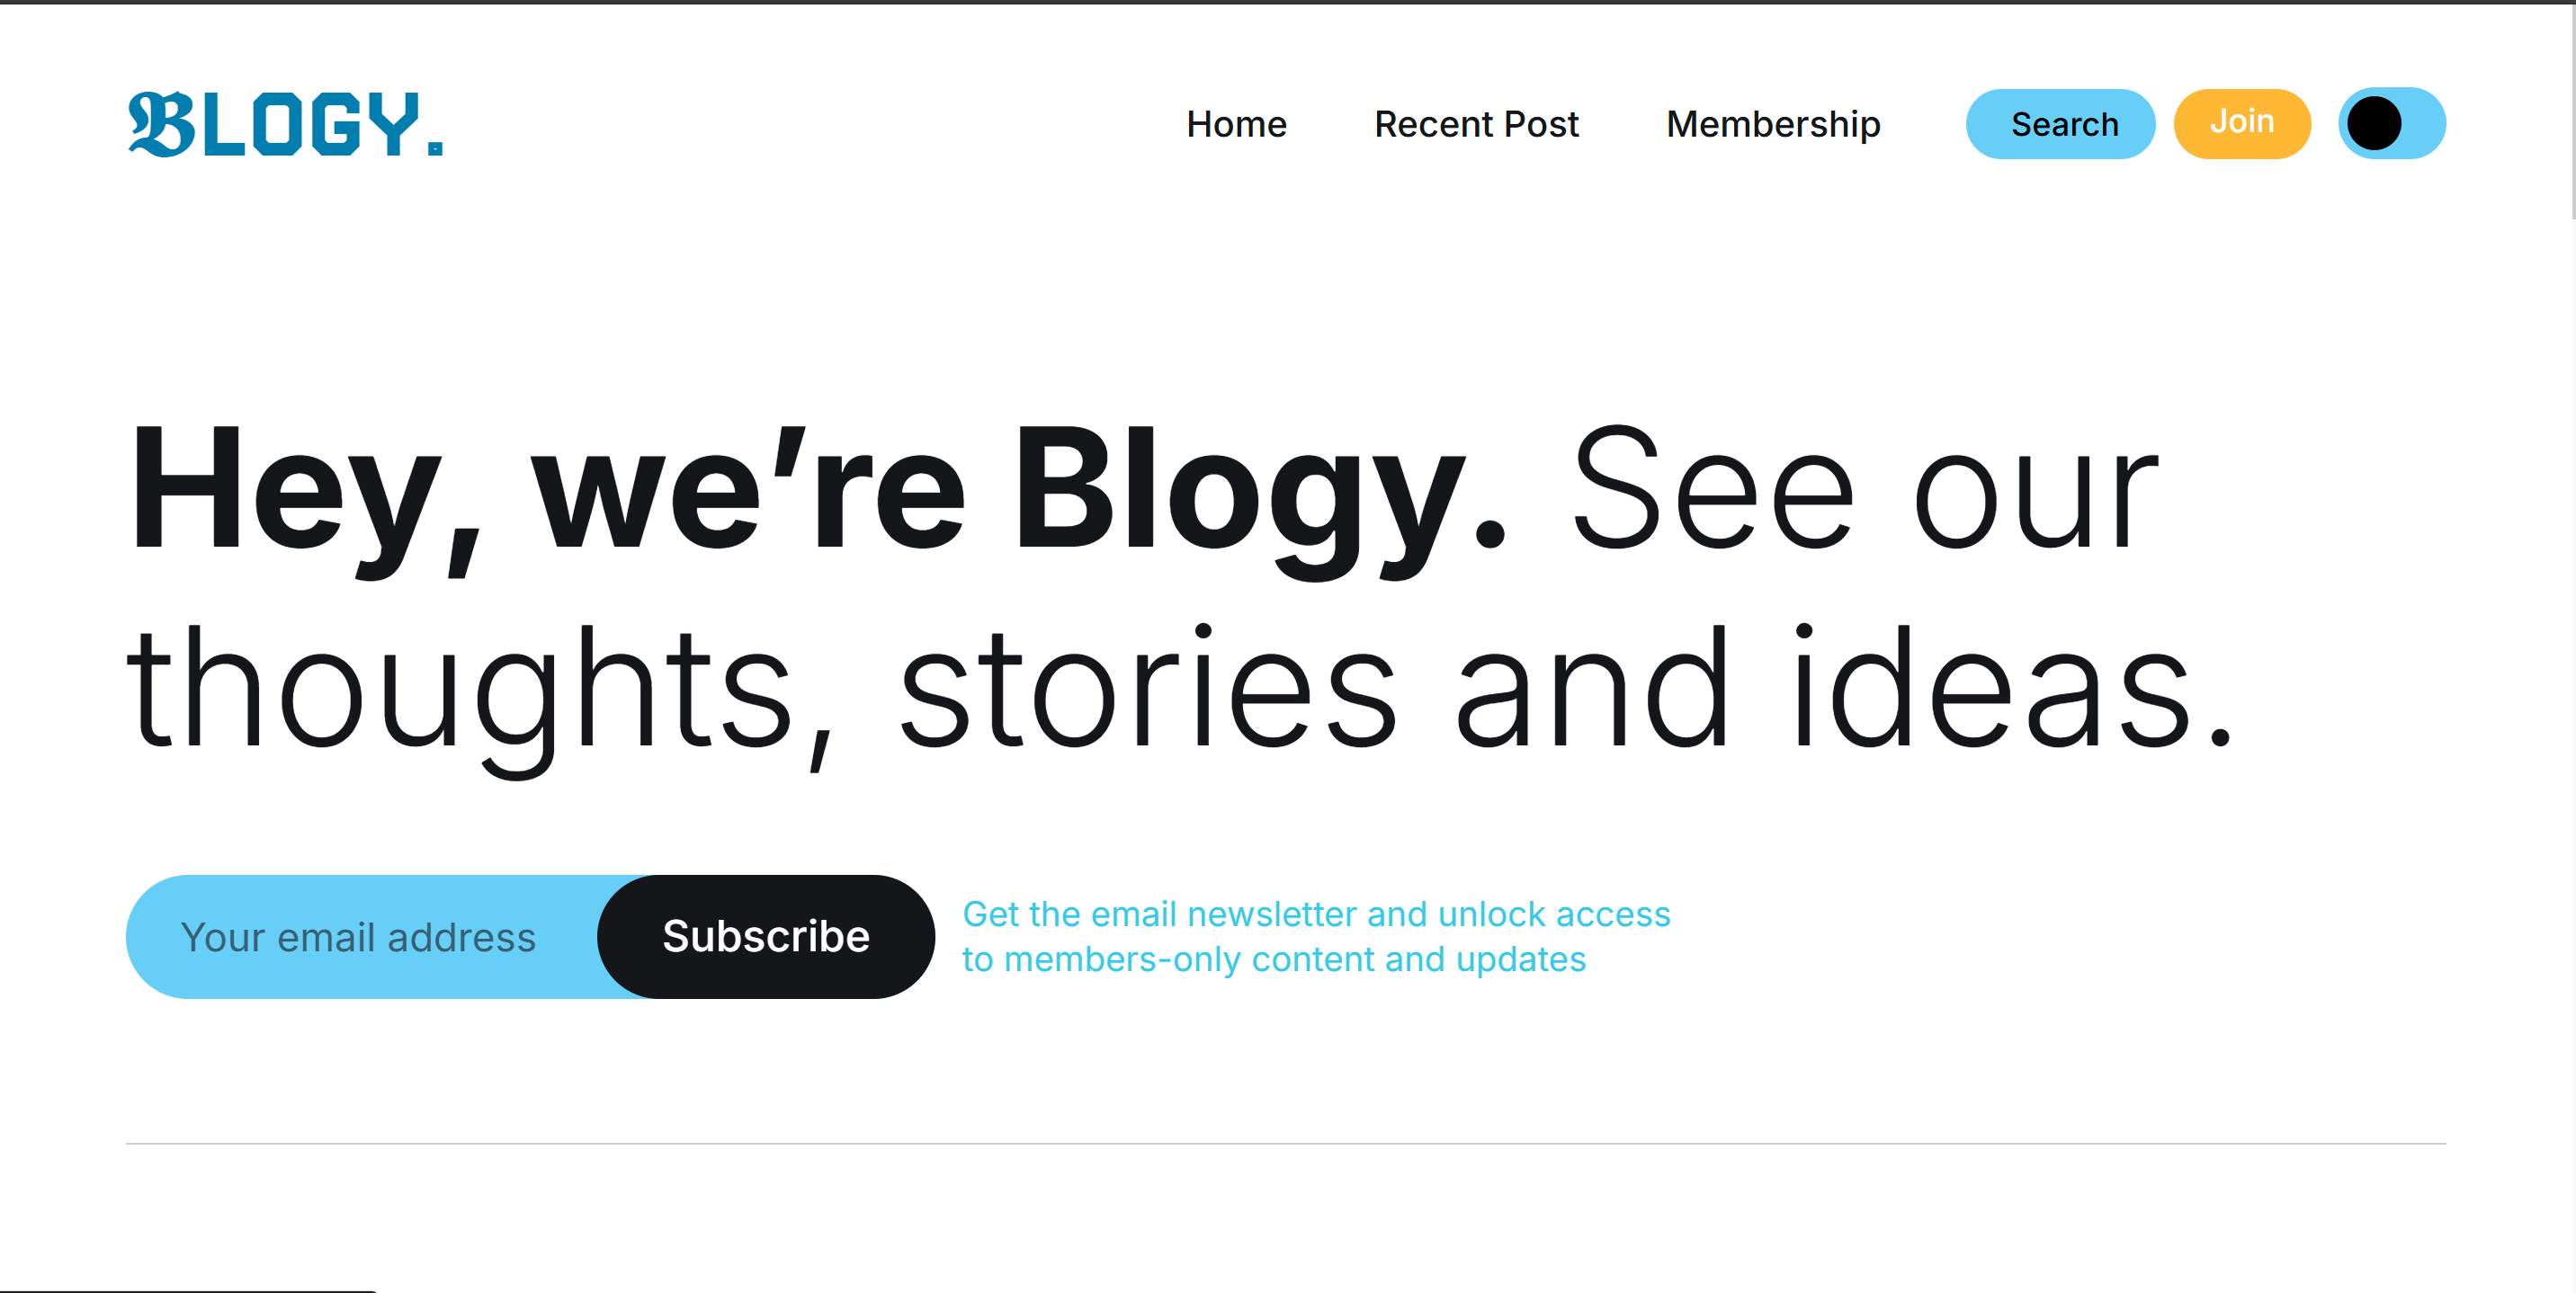 BLOGY.
Home Recent Post Membership Search Join
Hey, we’re Blogy. See our
thoughts, stories and ideas.
Your email address Subscribe
Get the email newsletter and unlock access
to members-only content and updates